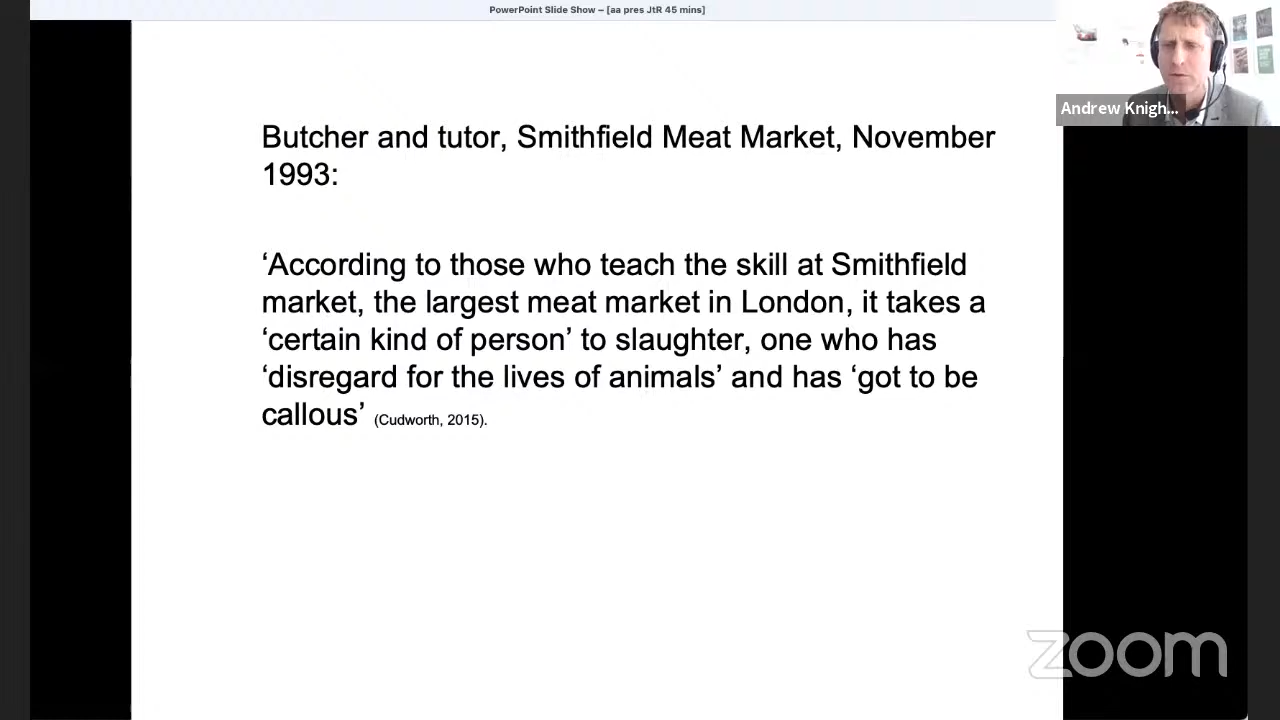 PowerPoint Slide Show – [aa pres JtR 45 mins]
Andrew Knigh...
Butcher and tutor, Smithfield Meat Market, November
1993:
‘According to those who teach the skill at Smithfield
market, the largest meat market in London, it takes a
‘certain kind of person’ to slaughter, one who has
‘disregard for the lives of animals’ and has ‘got to be
callous’ (Cudworth, 2015).
zoom